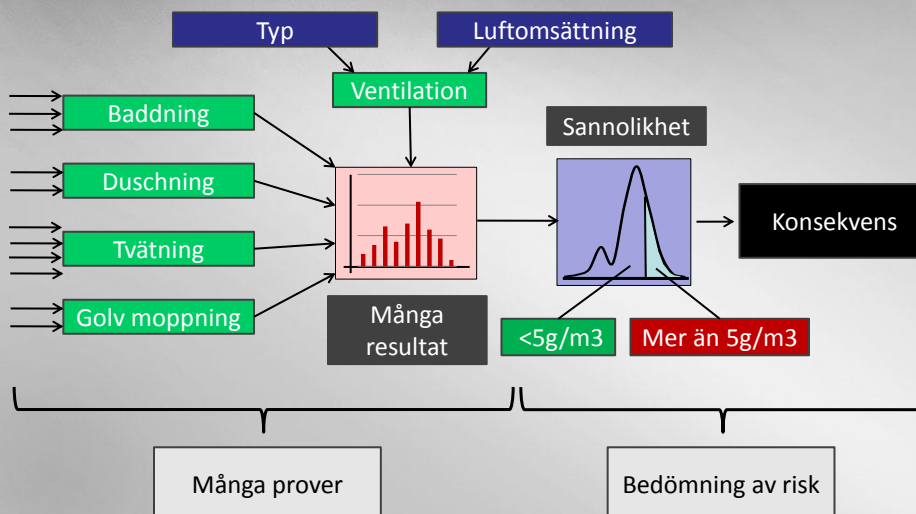 Typ
Luftomsättning
Ventilation
Baddning
Sannolikhet
Duschning
Konsekvens
Tvätning
Golv moppning
Många
resultat
<5g/m3
Mer än 5g/m3
Många prover
Bedömning av risk